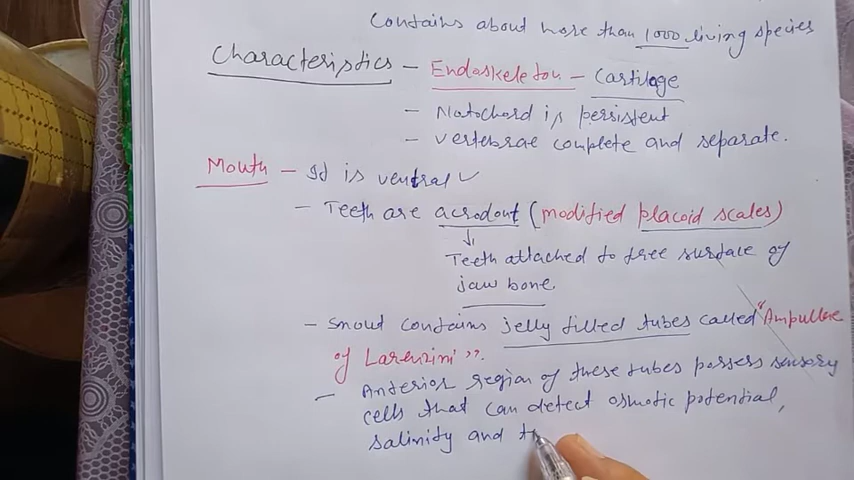 Contains about more than 1000 living species
Characteristics - Endoskeleton - Cartilage
- Notochord is persistent
- vertebrae complete and separate.
Mouth - It is ventral ✓
- Teeth are acrodont (modified placoid scales)
↓
Teeth attached to free surface of
jaw bone.
- Snout contains jelly filled tubes called "Ampullae
of Lorenzini".
- Anterior region of these tubes possess sensory
cells that can detect osmotic potential,
salinity and t